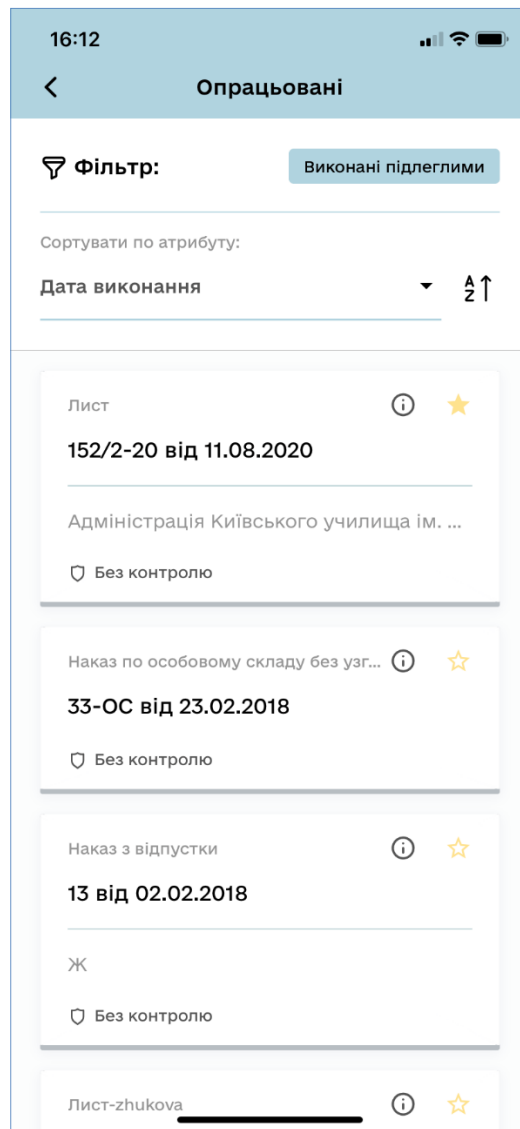 16:12
Опрацьовані
Фільтр:
Виконані підлеглими
Сортувати по атрибуту:
Дата виконання
A
Z
Лист
152/2-20 від 11.08.2020
Адміністрація Київського училища ім. ...
Без контролю
Наказ по особовому складу без узг...
33-ОС від 23.02.2018
Без контролю
Наказ з відпустки
13 від 02.02.2018
Ж
Без контролю
Лист-zhukova